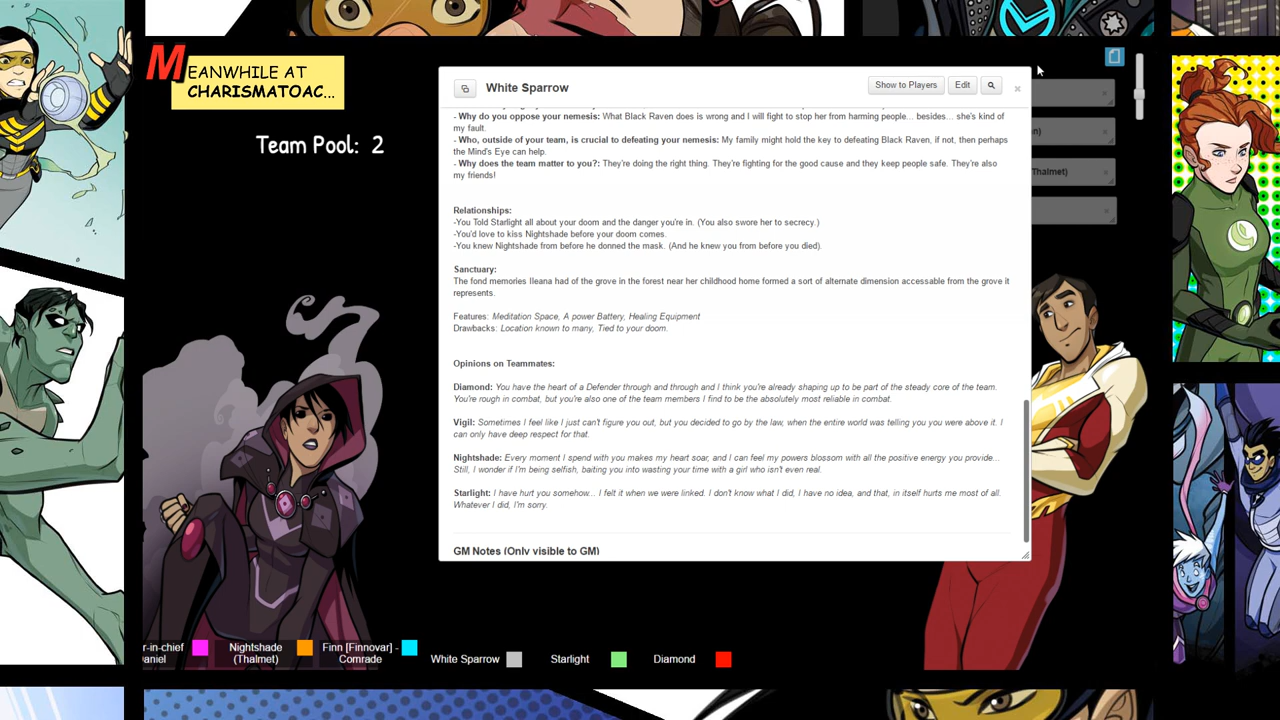 MEANWHILE AT
CHARISMATOAC...
Team Pool: 2
White Sparrow
Show to Players
Edit
- Why do you oppose your nemesis: What Black Raven does is wrong and I will fight to stop her from harming people... besides... she's kind of
my fault.
- Who, outside of your team, is crucial to defeating your nemesis: My family might hold the key to defeating Black Raven, if not, then perhaps
the Mind's Eye can help.
- Why does the team matter to you?: They're doing the right thing. They're fighting for the good cause and they keep people safe. They're also
my friends!
Relationships:
-You Told Starlight all about your doom and the danger you're in. (You also swore her to secrecy.)
-You'd love to kiss Nightshade before your doom comes.
-You knew Nightshade from before he donned the mask. (And he knew you from before you died).
Sanctuary:
The fond memories Ileana had of the grove in the forest near her childhood home formed a sort of alternate dimension accessable from the grove it
represents.
Features: Meditation Space, A power Battery, Healing Equipment
Drawbacks: Location known to many, Tied to your doom.
Opinions on Teammates:
Diamond: You have the heart of a Defender through and through and I think you're already shaping up to be part of the steady core of the team.
You're rough in combat, but you're also one of the team members I find to be the absolutely most reliable in combat.
Vigil: Sometimes I feel like I just can't figure you out, but you decided to go by the law, when the entire world was telling you you were above it. I
can only have deep respect for that.
Nightshade: Every moment I spend with you makes my heart soar, and I can feel my powers blossom with all the positive energy you provide...
Still, I wonder if I'm being selfish, baiting you into wasting your time with a girl who isn't even real.
Starlight: I have hurt you somehow... I felt it when we were linked. I don't know what I did, I have no idea, and that, in itself hurts me most of all.
Whatever I did, I'm sorry.
GM Notes (Only visible to GM)
n)
Thalmet)
r-in-chief
aniel
Nightshade
(Thalmet)
Finn [Finnovar] -
Comrade
White Sparrow
Starlight
Diamond